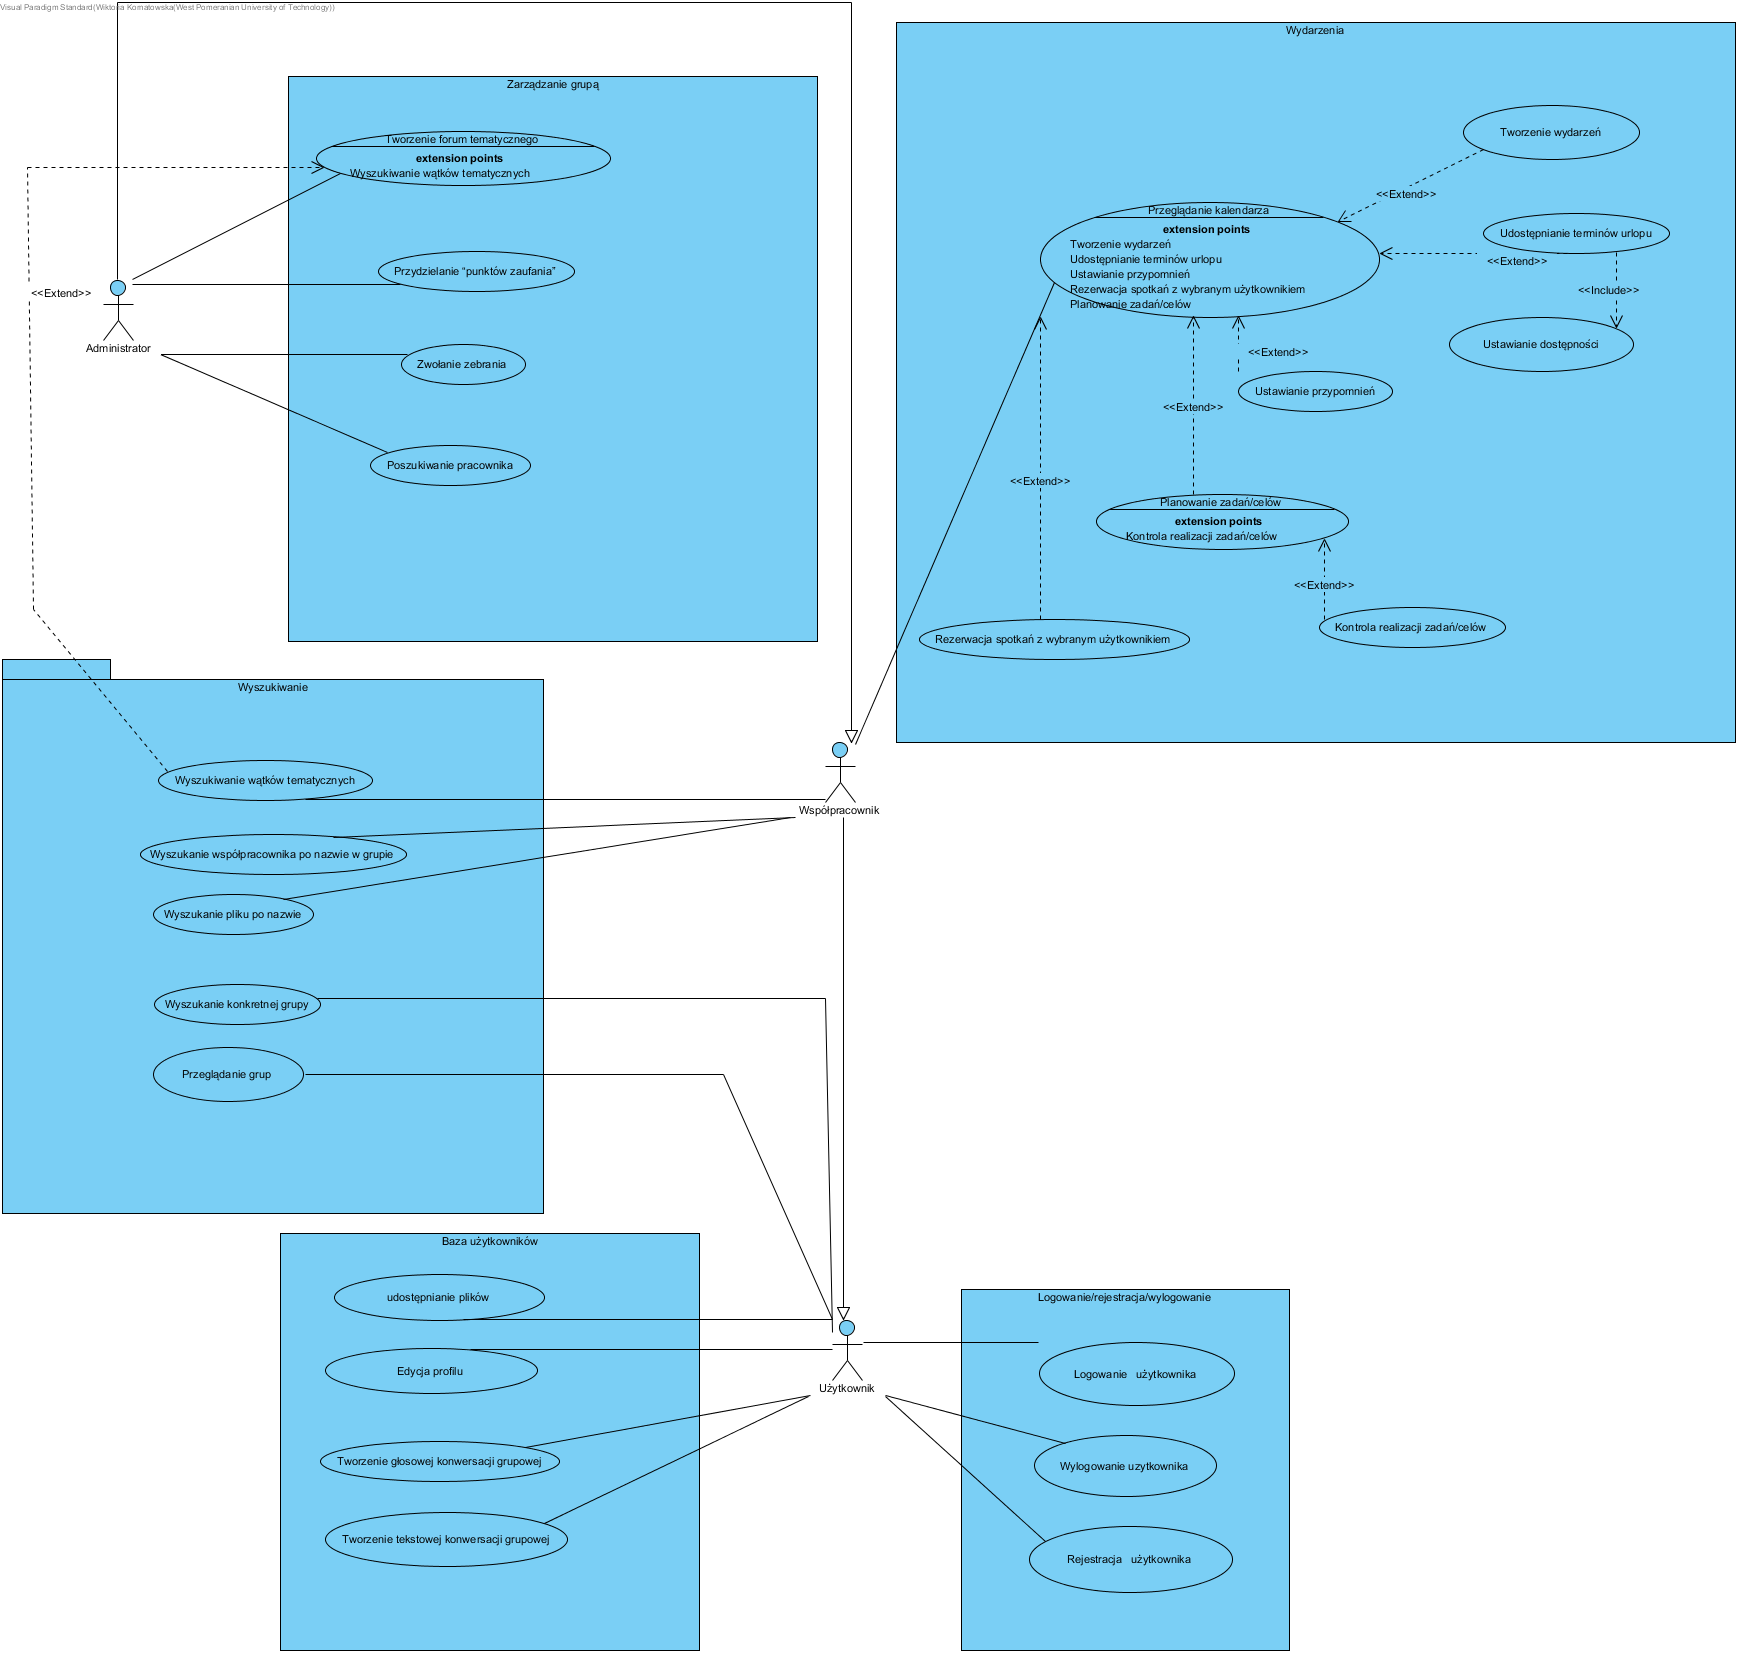 Visual Paradigm Standard(Wiktoria Kornatowska(West Pomeranian University of Technology))
Zarządzanie grupą
Tworzenie forum tematycznego
extension points
Wyszukiwanie wątków tematycznych
Przydzielanie “punktów zaufania”
<<Extend>>
Administrator
Zwołanie zebrania
Poszukiwanie pracownika
Wydarzenia
Tworzenie wydarzeń
<<Extend>>
Przeglądanie kalendarza
extension points
Tworzenie wydarzeń
Udostępnianie terminów urlopu
Ustawianie przypomnień
Rezerwacja spotkań z wybranym użytkownikiem
Planowanie zadań/celów
Udostępnianie terminów urlopu
<<Extend>>
<<Include>>
Ustawianie dostępności
<<Extend>>
Ustawianie przypomnień
<<Extend>>
<<Extend>>
Planowanie zadań/celów
extension points
Kontrola realizacji zadań/celów
<<Extend>>
Kontrola realizacji zadań/celów
Rezerwacja spotkań z wybranym użytkownikiem
Wyszukiwanie
Wyszukiwanie wątków tematycznych
Współpracownik
Wyszukanie współpracownika po nazwie w grupie
Wyszukanie pliku po nazwie
Wyszukanie konkretnej grupy
Przeglądanie grup
Baza użytkowników
udostępnianie plików
Edycja profilu
Tworzenie głosowej konwersacji grupowej
Tworzenie tekstowej konwersacji grupowej
Użytkownik
Logowanie/rejestracja/wylogowanie
Logowanie   użytkownika
Wylogowanie uzytkownika
Rejestracja   użytkownika